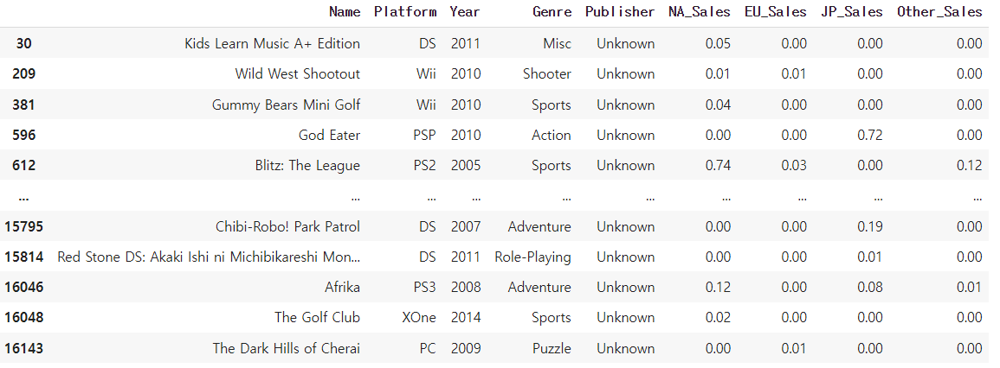 Name Platform Year Genre Publisher NA_Sales EU_Sales JP_Sales Other_Sales
30 Kids Learn Music A+ Edition DS 2011 Misc Unknown 0.05 0.00 0.00 0.00
209 Wild West Shootout Wii 2010 Shooter Unknown 0.01 0.01 0.00 0.00
381 Gummy Bears Mini Golf Wii 2010 Sports Unknown 0.04 0.00 0.00 0.00
596 God Eater PSP 2010 Action Unknown 0.00 0.00 0.72 0.00
612 Blitz: The League PS2 2005 Sports Unknown 0.74 0.03 0.00 0.12
... ... ... ... ... ... ... ... ... ...
15795 Chibi-Robo! Park Patrol DS 2007 Adventure Unknown 0.00 0.00 0.19 0.00
15814 Red Stone DS: Akaki Ishi ni Michibikareshi Mon... DS 2011 Role-Playing Unknown 0.00 0.00 0.01 0.00
16046 Afrika PS3 2008 Adventure Unknown 0.12 0.00 0.08 0.01
16048 The Golf Club XOne 2014 Sports Unknown 0.02 0.00 0.00 0.00
16143 The Dark Hills of Cherai PC 2009 Puzzle Unknown 0.00 0.01 0.00 0.00